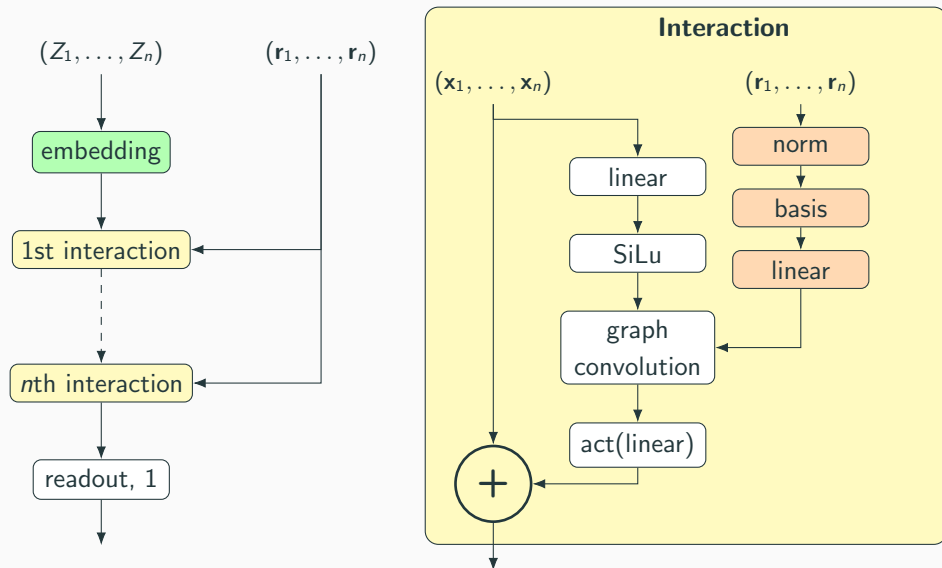 (Z₁, . . . , Zₙ)
(r₁, . . . , rₙ)
embedding
1st interaction
nth interaction
readout, 1
Interaction
(x₁, . . . , xₙ)
(r₁, . . . , rₙ)
linear
SiLu
graph
convolution
act(linear)
+
norm
basis
linear